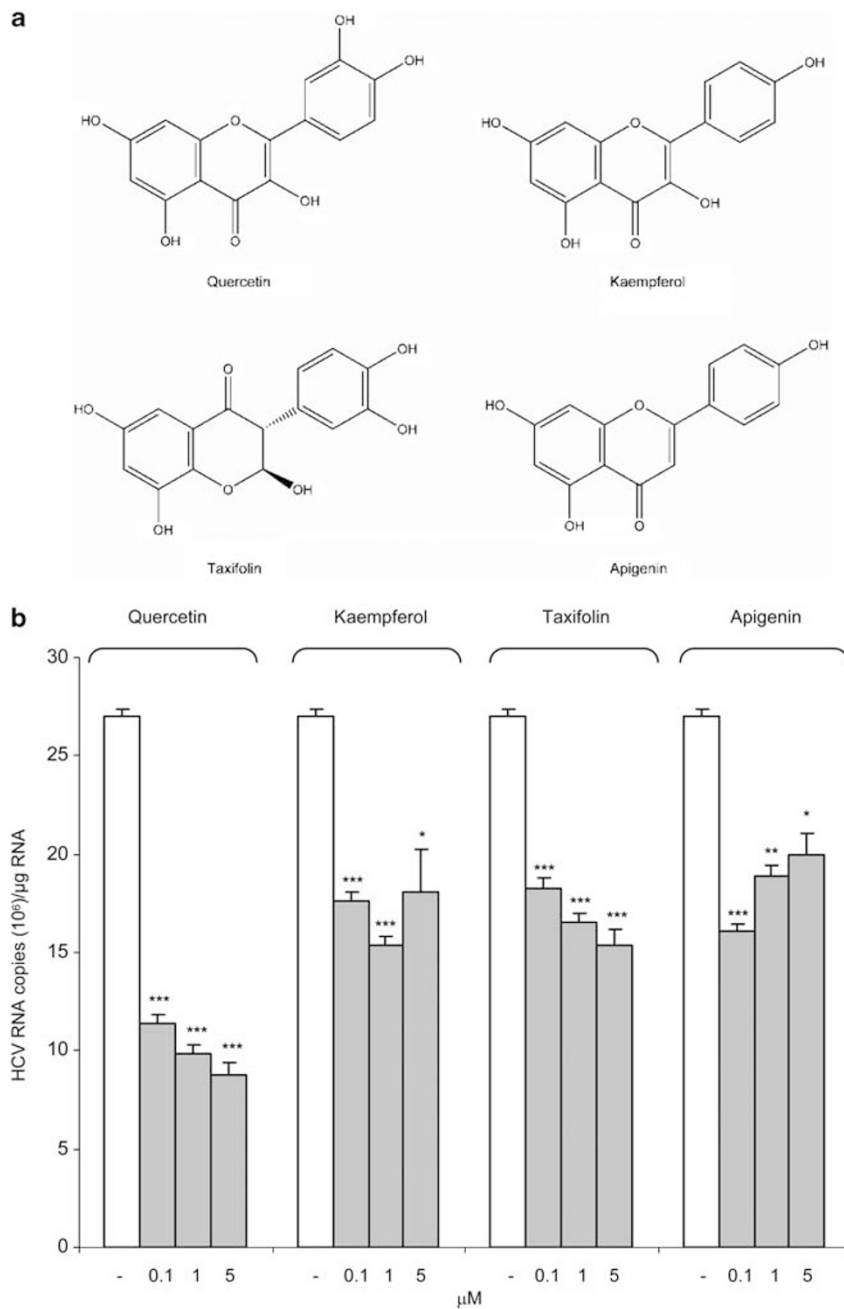 a
OH
OH
HO
O
OH
OH
O
Quercetin
OH
HO
O
OH
OH
O
Kaempferol
O
OH
HO
OH
O
OH
OH
Taxifolin
OH
HO
O
OH
O
Apigenin
b
Quercetin Kaempferol Taxifolin Apigenin
HCV RNA copies (10⁶)/µg RNA
30
25
20
15
10
5
0
*** *** ***
*** *** *
*** *** ***
*** ** *
- 0.1 1 5 - 0.1 1 5 - 0.1 1 5 - 0.1 1 5
µM